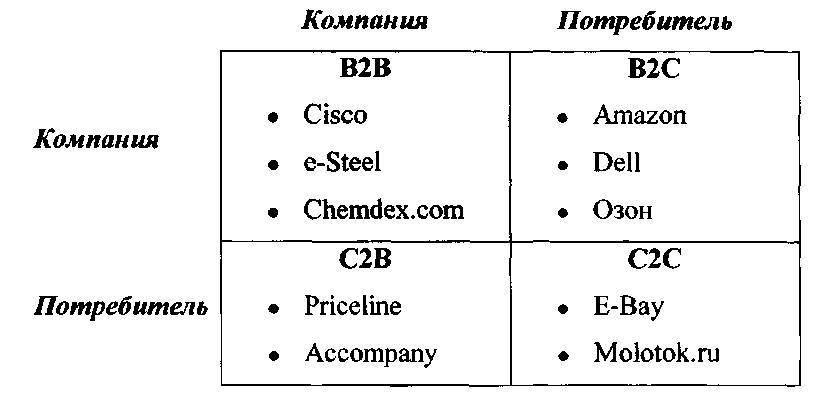 Компания Потребитель
B2B B2C
• Cisco • Amazon
Компания
• e-Steel • Dell
• Chemdex.com • Озон
C2B C2C
Потребитель • Priceline • E-Bay
• Accompany • Molotok.ru